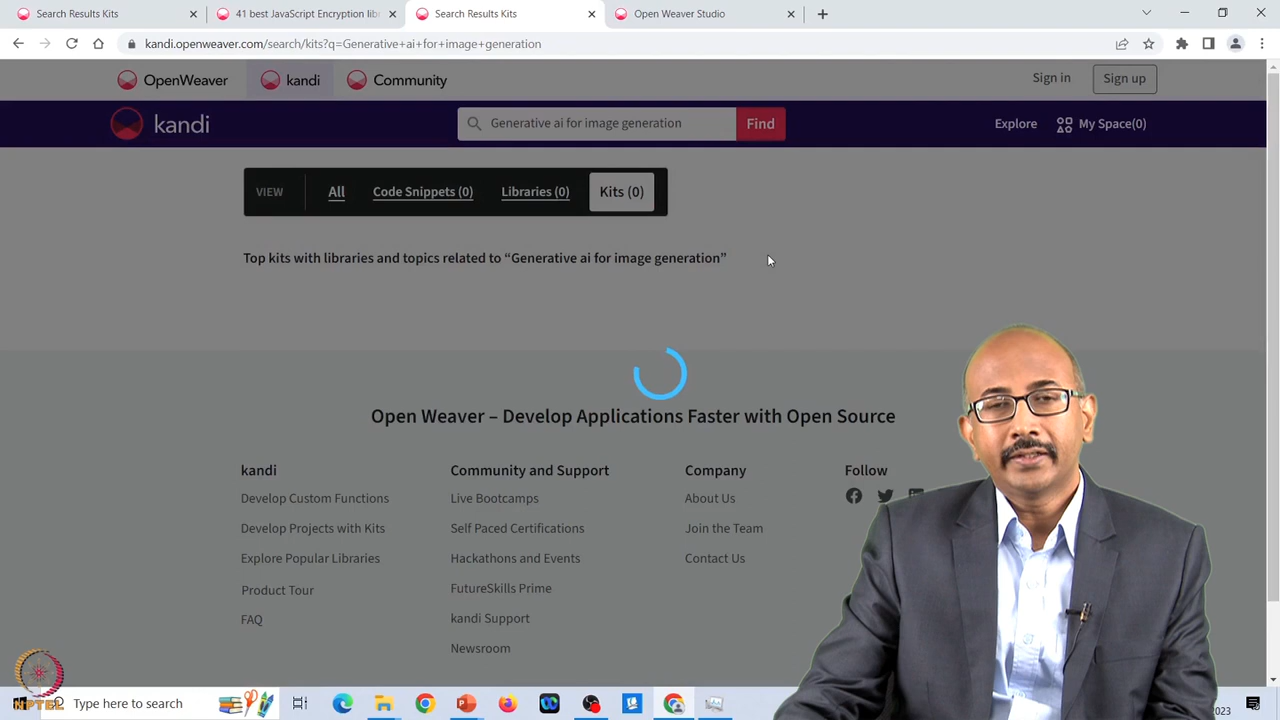 Search Results Kits
41 best JavaScript Encryption lib
Search Results Kits
Open Weaver Studio
kandi.openweaver.com/search/kits?q=Generative+ai+for+image+generation
OpenWeaver
kandi
Community
Sign in
Sign up
kandi
Generative ai for image generation
Find
Explore
My Space(0)
VIEW
All
Code Snippets (0)
Libraries (0)
Kits (0)
Top kits with libraries and topics related to “Generative ai for image generation”
Open Weaver – Develop Applications Faster with Open Source
kandi
Community and Support
Company
Follow
Develop Custom Functions
Live Bootcamps
About Us
Develop Projects with Kits
Self Paced Certifications
Join the Team
Explore Popular Libraries
Hackathons and Events
Contact Us
Product Tour
FutureSkills Prime
FAQ
kandi Support
Newsroom
NPTEL
Type here to search
2023